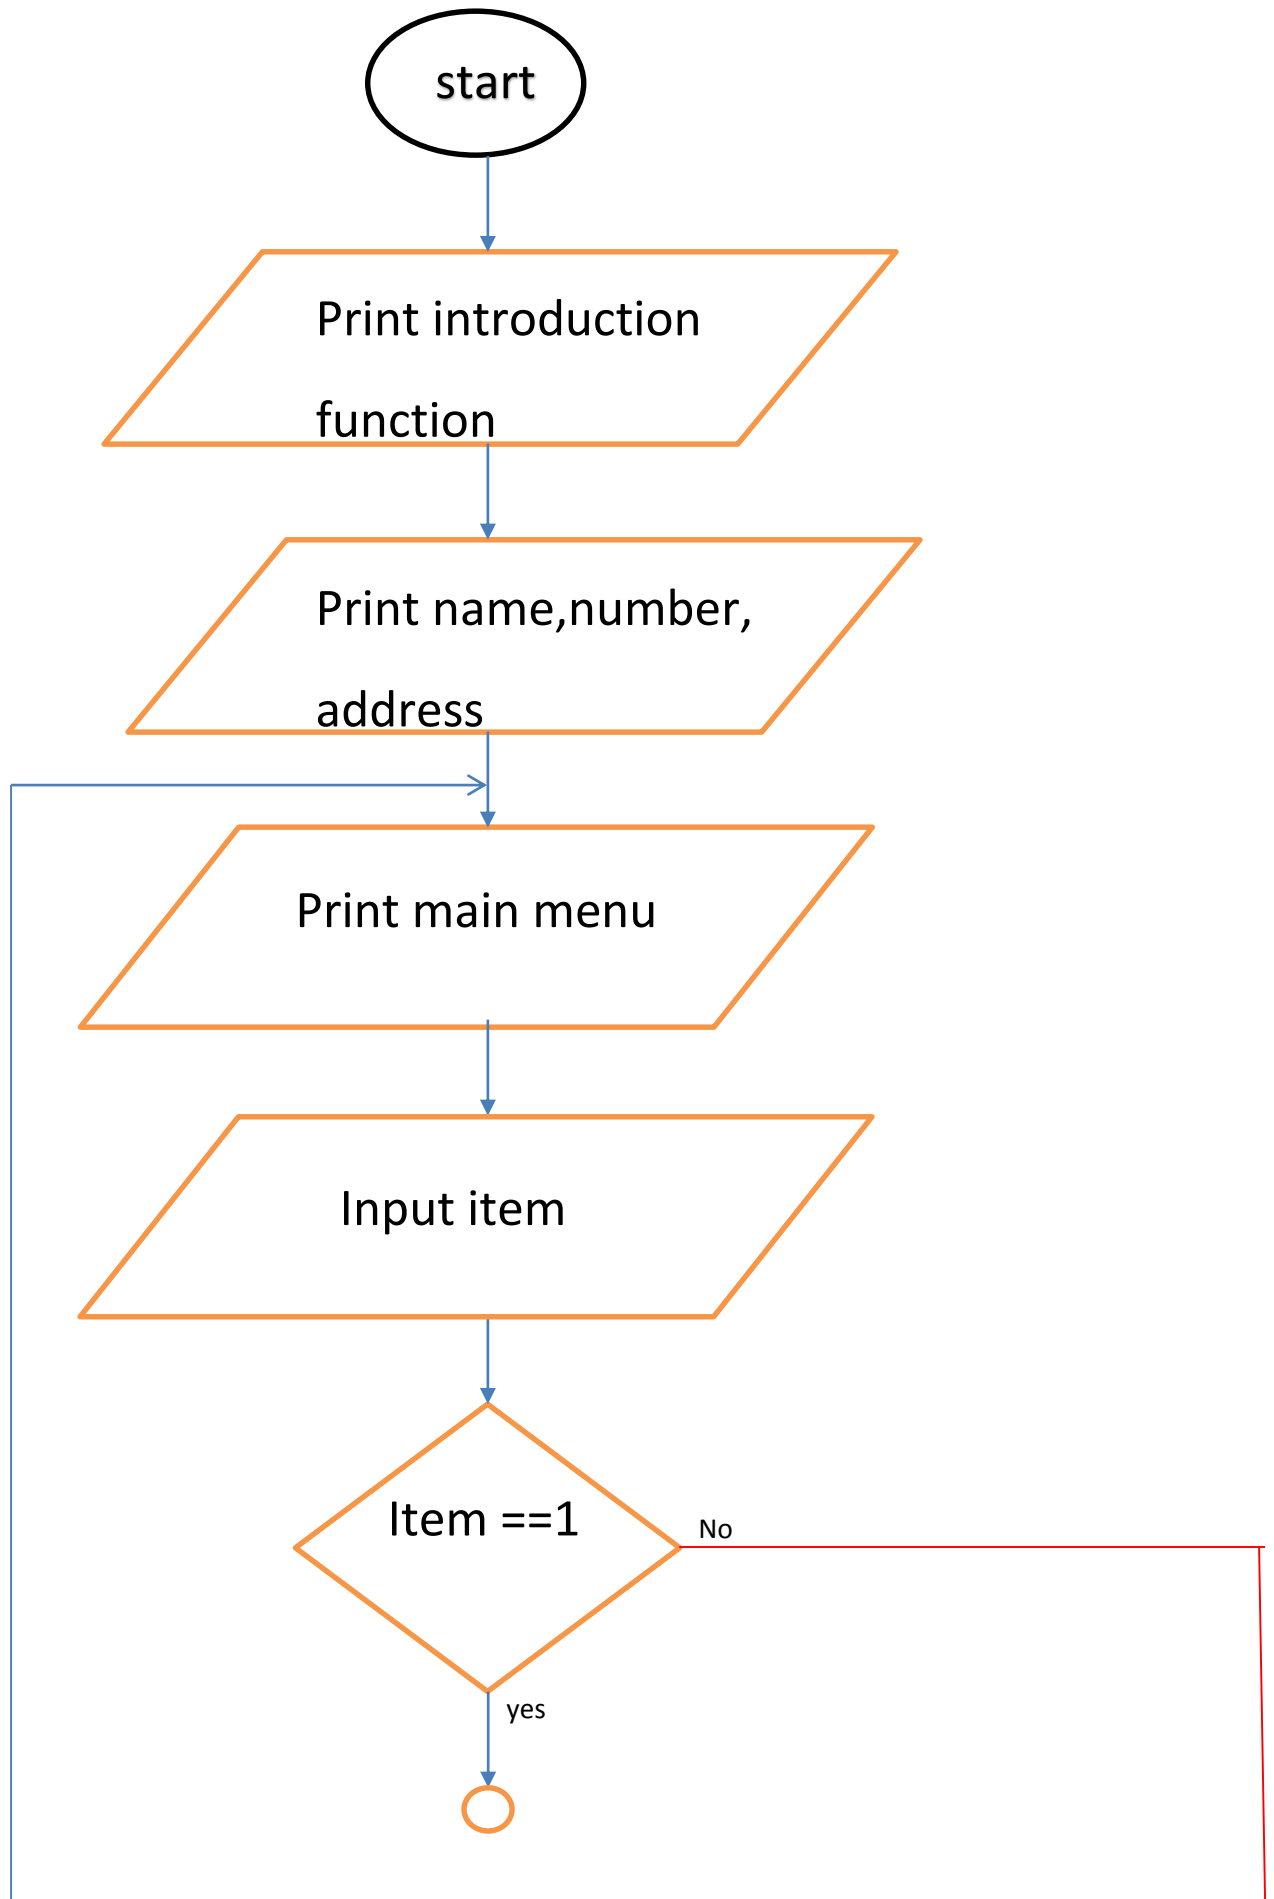 start
Print introduction
function
Print name,number,
address
Print main menu
Input item
Item ==1
No
yes